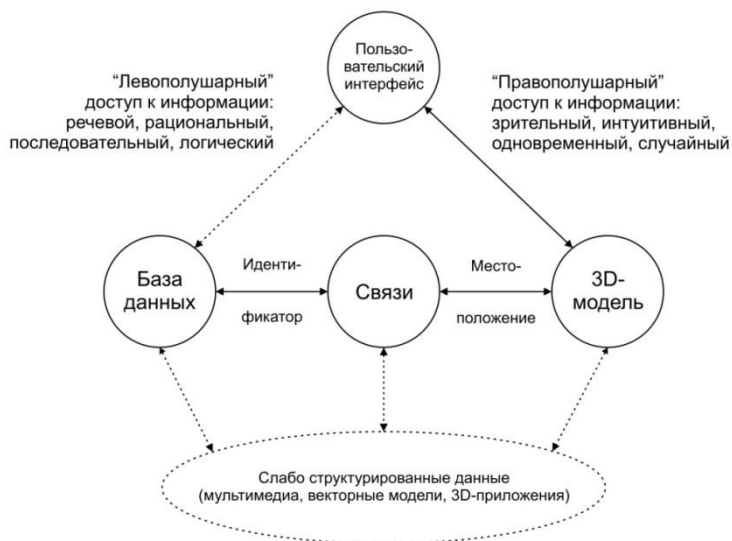 Пользо-
вательский
интерфейс
“Левополушарный”
доступ к информации:
речевой, рациональный,
последовательный, логический
“Правополушарный”
доступ к информации:
зрительный, интуитивный,
одновременный, случайный
База
данных
Иденти-
фикатор
Связи
Место-
положение
3D-
модель
Слабо структурированные данные
(мультимедиа, векторные модели, 3D-приложения)